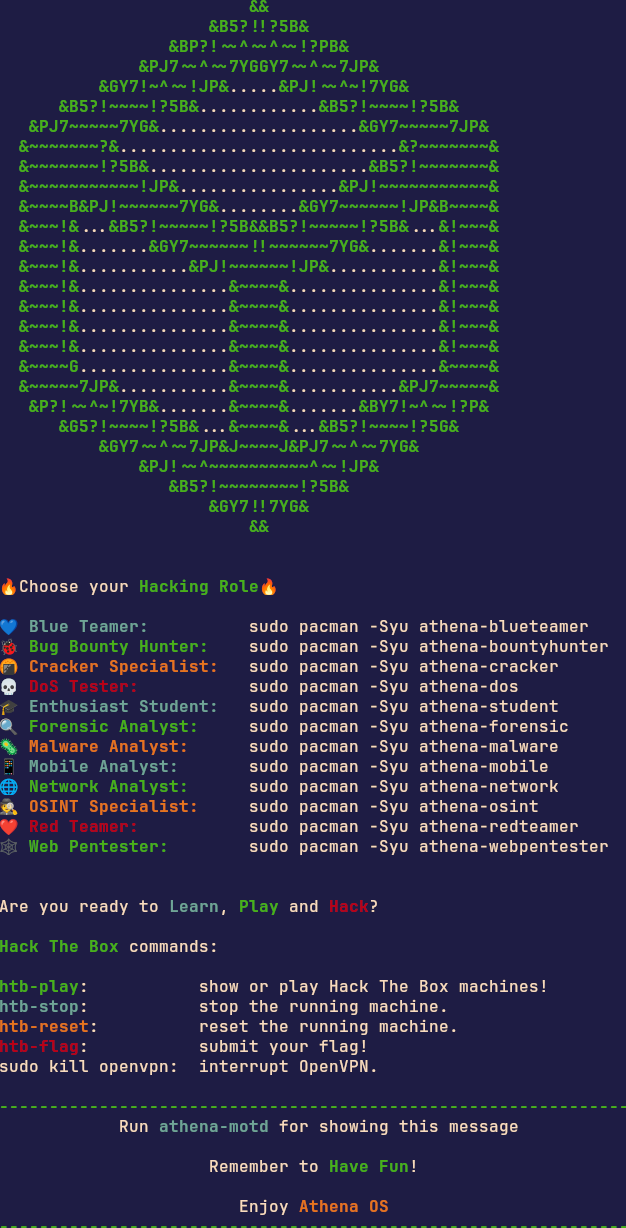 &&
&B5?!!?5B&
&BP?!~~^~~^~~!?PB&
&PJ7~~^~~7YGGY7~~^~~7JP&
&GY7!~^~~!JP&.....&PJ!~~^~!7YG&
&B5?!~~~~!?5B&............&B5?!~~~~!?5B&
&PJ7~~~~~7YG&....................&GY7~~~~~7JP&
&~~~~~~~?&............................&?~~~~~~~&
&~~~~~~~!?5B&......................&B5?!~~~~~~~&
&~~~~~~~~~~~!JP&................&PJ!~~~~~~~~~~~&
&~~~~B&PJ!~~~~~~7YG&........&GY7~~~~~~!JP&B~~~~&
&~~~!&...&B5?!~~~~~!?5B&&B5?!~~~~~!?5B&...&!~~~&
&~~~!&.......&GY7~~~~~~!!~~~~~~7YG&.......&!~~~&
&~~~!&...........&PJ!~~~~~~!JP&...........&!~~~&
&~~~!&...............&~~~~&...............&!~~~&
&~~~!&...............&~~~~&...............&!~~~&
&~~~!&...............&~~~~&...............&!~~~&
&~~~!&...............&~~~~&...............&!~~~&
&~~~~G...............&~~~~&...............&~~~~&
&~~~~~7JP&...........&~~~~&...........&PJ7~~~~~&
&P?!~~^~!7YB&.......&~~~~&.......&BY7!~^~~!?P&
&G5?!~~~~!?5B&...&~~~~&...&B5?!~~~~!?5G&
&GY7~~^~~7JP&J~~~~J&PJ7~~^~~7YG&
&PJ!~~^~~~~~~~~~~^~~!JP&
&B5?!~~~~~~~~!?5B&
&GY7!!7YG&
&&
🔥Choose your Hacking Role🔥
💙 Blue Teamer: sudo pacman -Syu athena-blueteamer
🐞 Bug Bounty Hunter: sudo pacman -Syu athena-bountyhunter
Cracker Specialist: sudo pacman -Syu athena-cracker
💀 DoS Tester: sudo pacman -Syu athena-dos
🎓 Enthusiast Student: sudo pacman -Syu athena-student
🔍 Forensic Analyst: sudo pacman -Syu athena-forensic
🦠 Malware Analyst: sudo pacman -Syu athena-malware
📱 Mobile Analyst: sudo pacman -Syu athena-mobile
🌐 Network Analyst: sudo pacman -Syu athena-network
🕵 OSINT Specialist: sudo pacman -Syu athena-osint
❤️ Red Teamer: sudo pacman -Syu athena-redteamer
🕸 Web Pentester: sudo pacman -Syu athena-webpentester
Are you ready to Learn, Play and Hack?
Hack The Box commands:
htb-play: show or play Hack The Box machines!
htb-stop: stop the running machine.
htb-reset: reset the running machine.
htb-flag: submit your flag!
sudo kill openvpn: interrupt OpenVPN.
---------------------------------------------------------------
Run athena-motd for showing this message
Remember to Have Fun!
Enjoy Athena OS
---------------------------------------------------------------